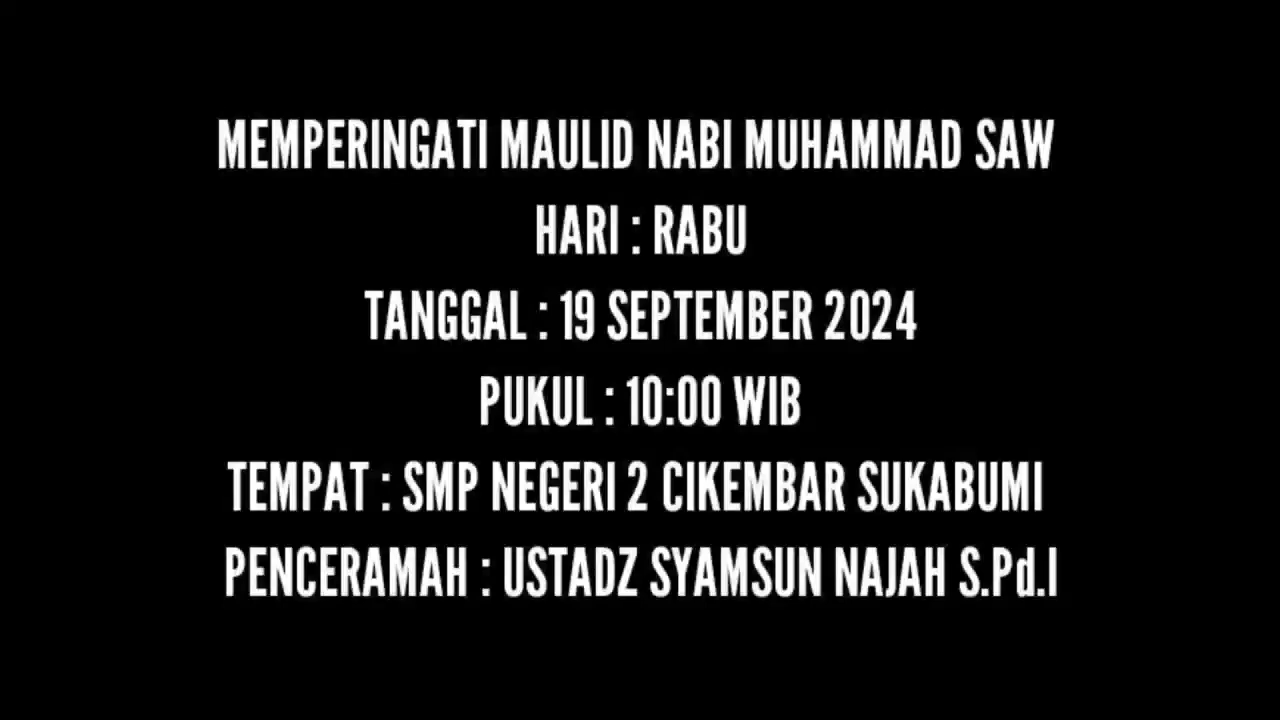 MEMPERINGATI MAULID NABI MUHAMMAD SAW
HARI : RABU
TANGGAL : 19 SEPTEMBER 2024
PUKUL : 10:00 WIB
TEMPAT : SMP NEGERI 2 CIKEMBAR SUKABUMI
PENCERAMAH : USTADZ SYAMSUN NAJAH S.Pd.I